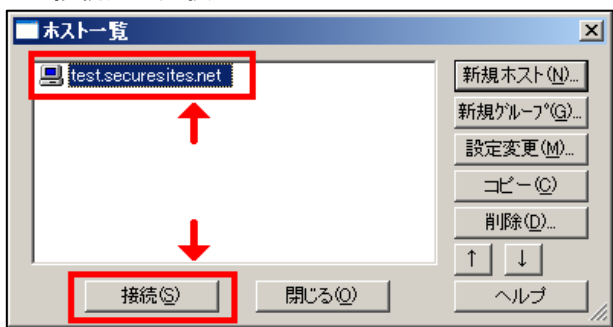 ホスト一覧
test.securesites.net
新規ホスト(N)...
新規グループ(G)...
設定変更(M)...
コピー(C)
削除(D)...
↑ ↓
接続(S) 閉じる(O) ヘルプ